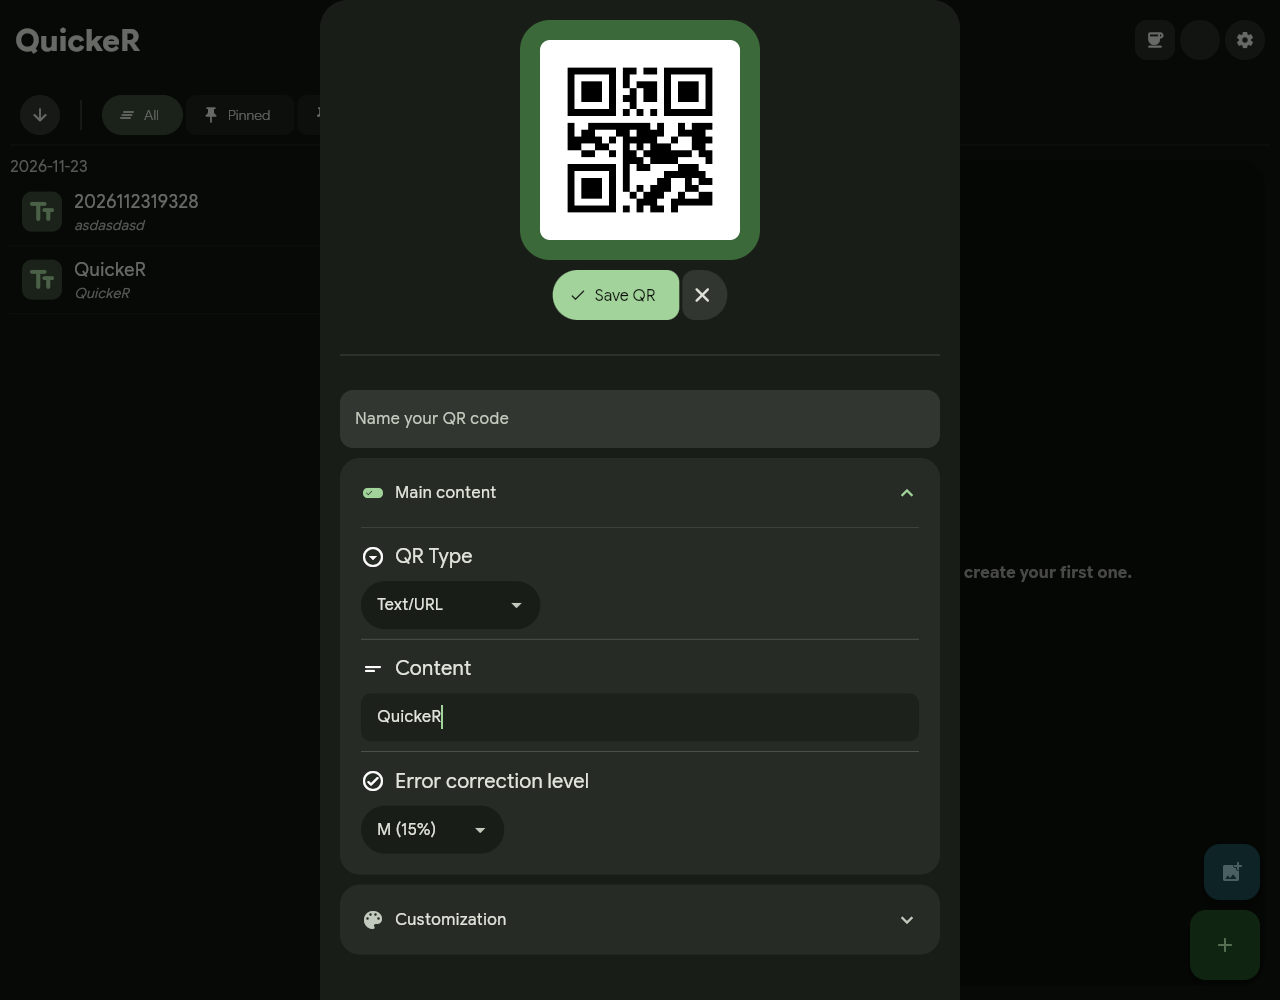 QuickeR
All
Pinned
2026-11-23
2026112319328
asdasdasd
QuickeR
QuickeR
Save QR
Name your QR code
Main content
QR Type
Text/URL
Content
QuickeR
create your first one.
Error correction level
M (15%)
Customization